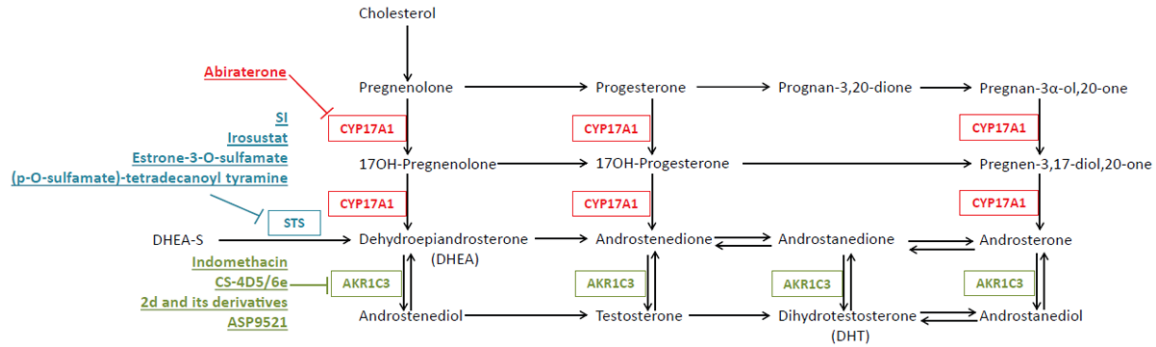 Cholesterol
Abiraterone
Pregnenolone Progesterone Prognan-3,20-dione Pregnan-3α-ol,20-one
CYP17A1 CYP17A1 CYP17A1
SI
Irosustat
Estrone-3-O-sulfamate
(p-O-sulfamate)-tetradecanoyl tyramine
17OH-Pregnenolone 17OH-Progesterone Pregnen-3,17-diol,20-one
CYP17A1 CYP17A1 CYP17A1
STS
DHEA-S Dehydroepiandrosterone Androstenedione Androstanedione Androsterone
(DHEA)
Indomethacin
CS-4D5/6e
2d and its derivatives
ASP9521
AKR1C3 AKR1C3 AKR1C3 AKR1C3
Androstenediol Testosterone Dihydrotestosterone Androstanediol
(DHT)